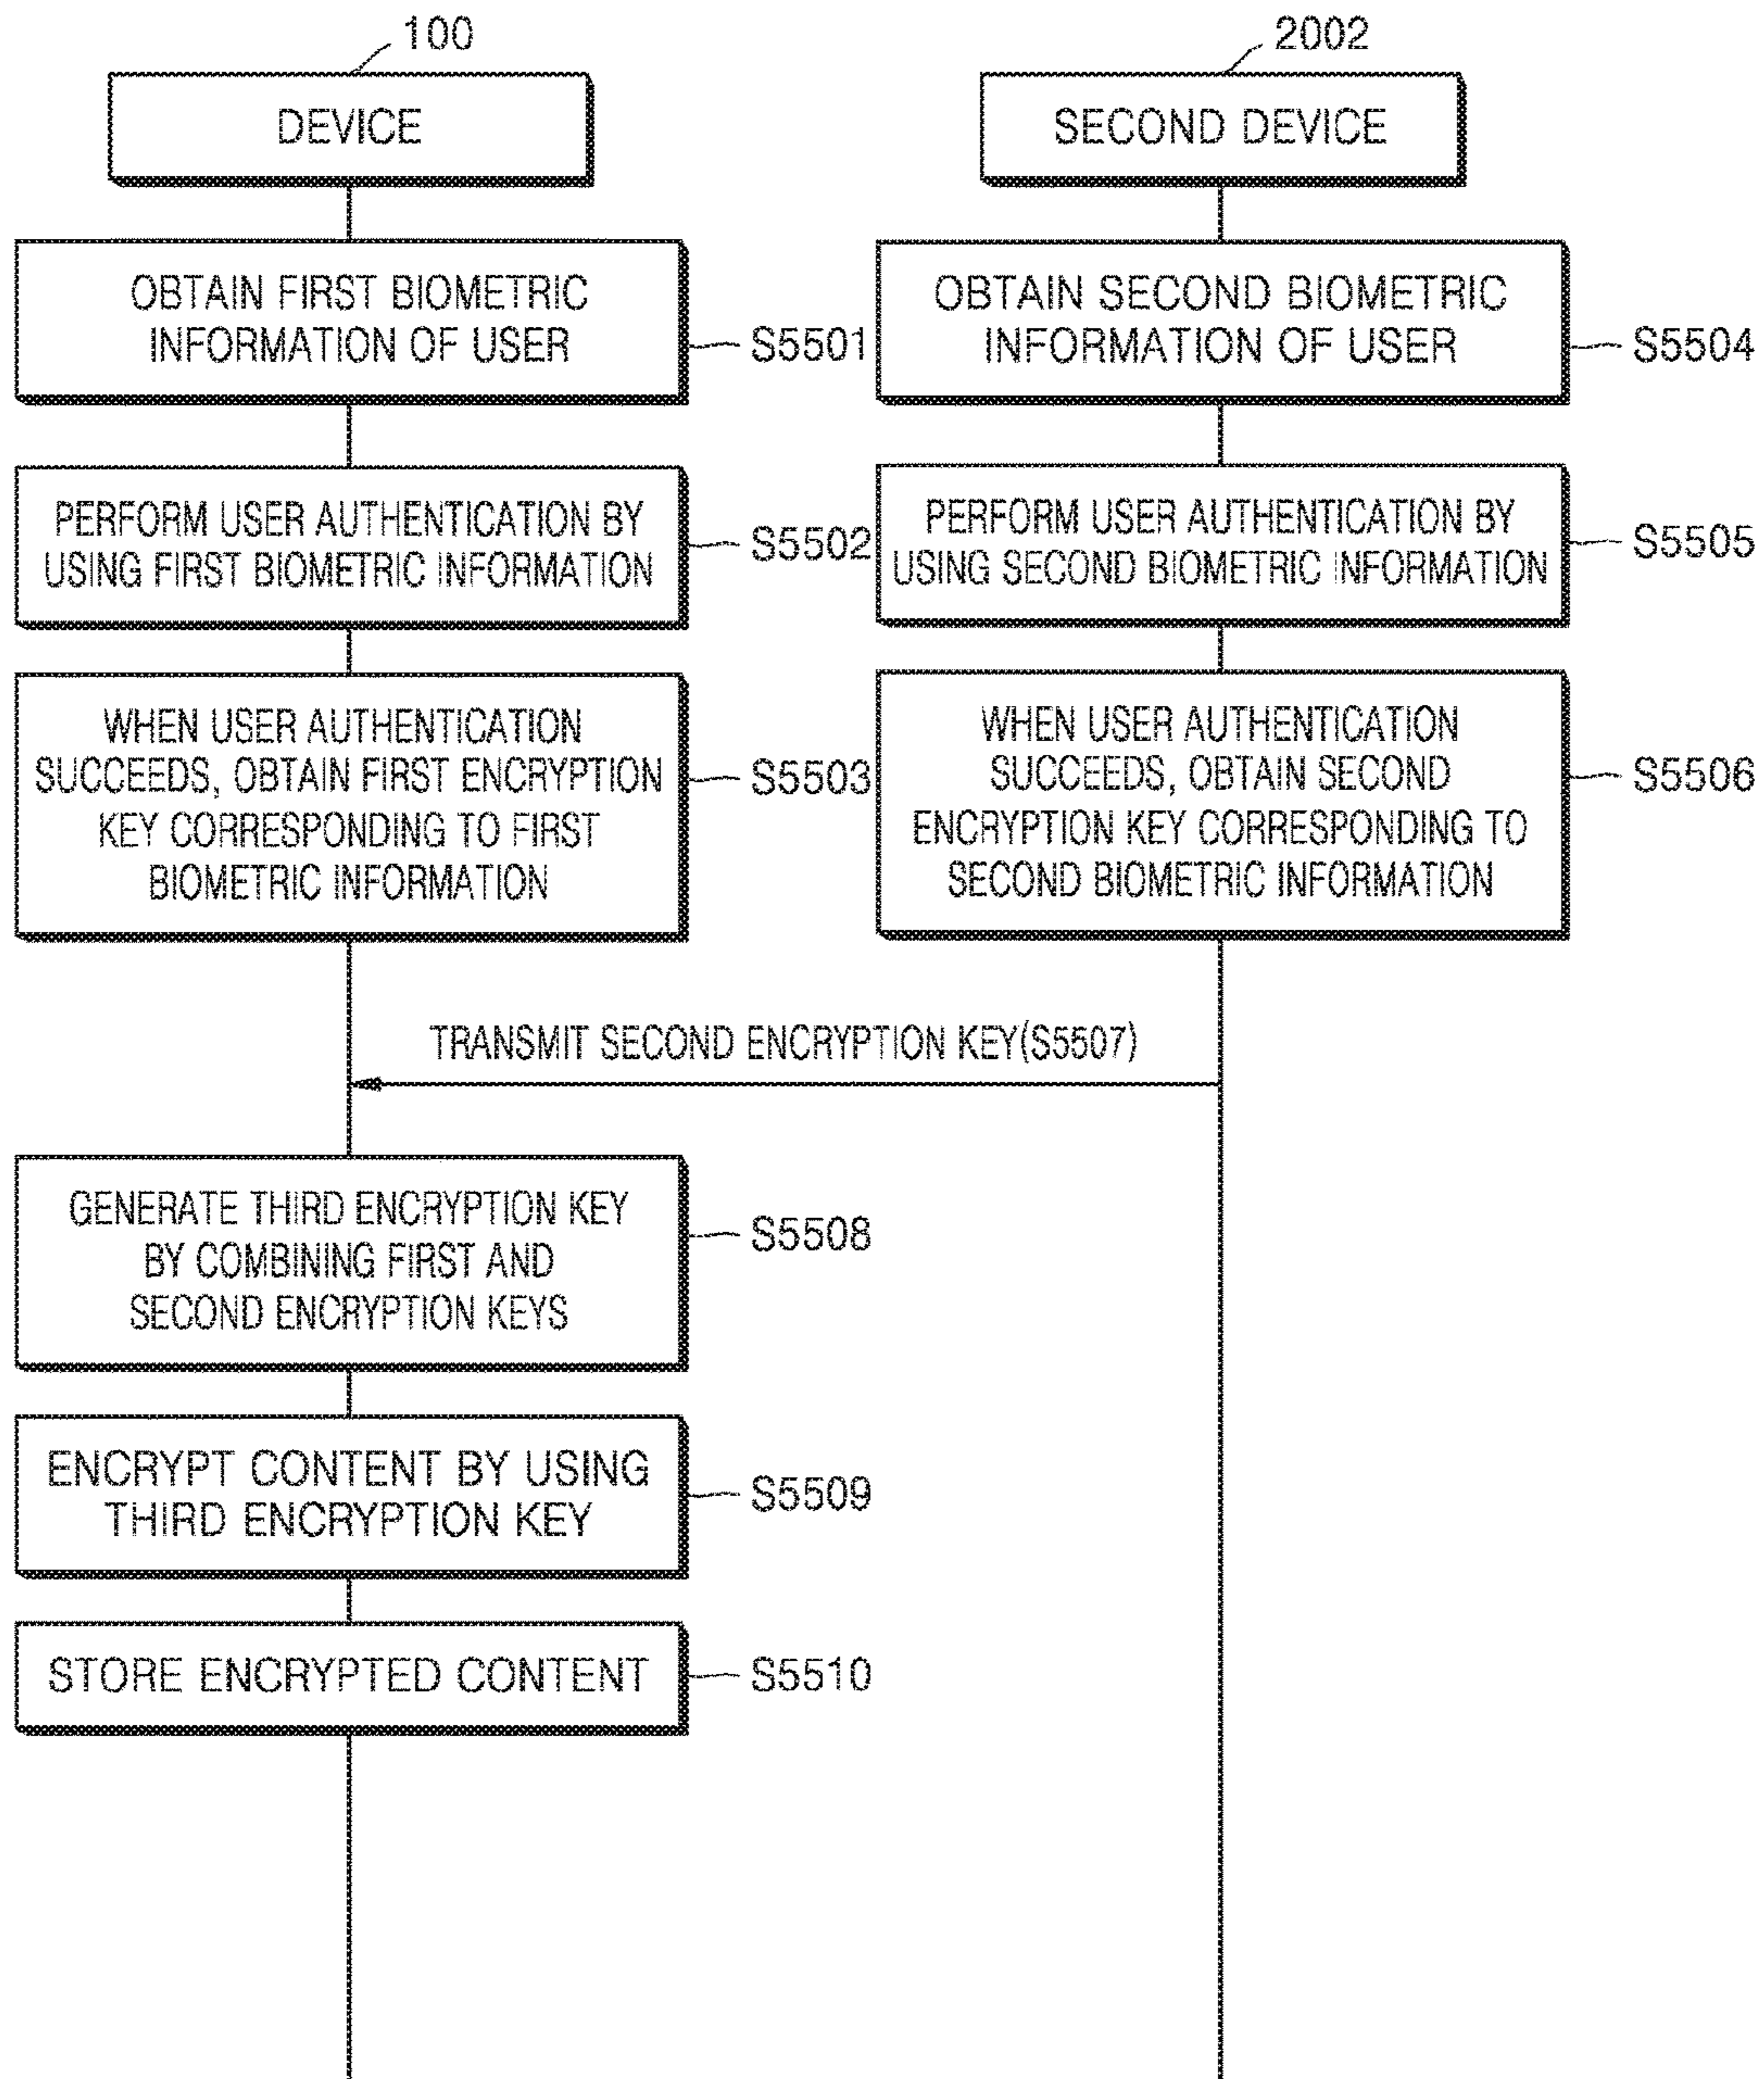 100
DEVICE
OBTAIN FIRST BIOMETRIC
INFORMATION OF USER
S5501
PERFORM USER AUTHENTICATION BY
USING FIRST BIOMETRIC INFORMATION
S5502
WHEN USER AUTHENTICATION
SUCCEEDS, OBTAIN FIRST ENCRYPTION
KEY CORRESPONDING TO FIRST
BIOMETRIC INFORMATION
S5503
2002
SECOND DEVICE
OBTAIN SECOND BIOMETRIC
INFORMATION OF USER
S5504
PERFORM USER AUTHENTICATION BY
USING SECOND BIOMETRIC INFORMATION
S5505
WHEN USER AUTHENTICATION
SUCCEEDS, OBTAIN SECOND
ENCRYPTION KEY CORRESPONDING TO
SECOND BIOMETRIC INFORMATION
S5506
TRANSMIT SECOND ENCRYPTION KEY(S5507)
GENERATE THIRD ENCRYPTION KEY
BY COMBINING FIRST AND
SECOND ENCRYPTION KEYS
S5508
ENCRYPT CONTENT BY USING
THIRD ENCRYPTION KEY
S5509
STORE ENCRYPTED CONTENT
S5510